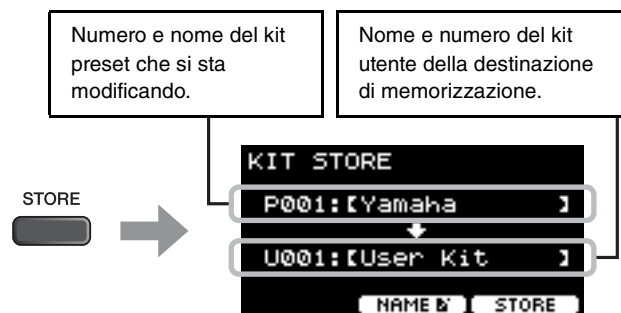 Numero e nome del kit
preset che si sta
modificando.
Nome e numero del kit
utente della destinazione
di memorizzazione.
STORE
KIT STORE
P001:[Yamaha ]
U001:[User Kit ]
NAME
STORE